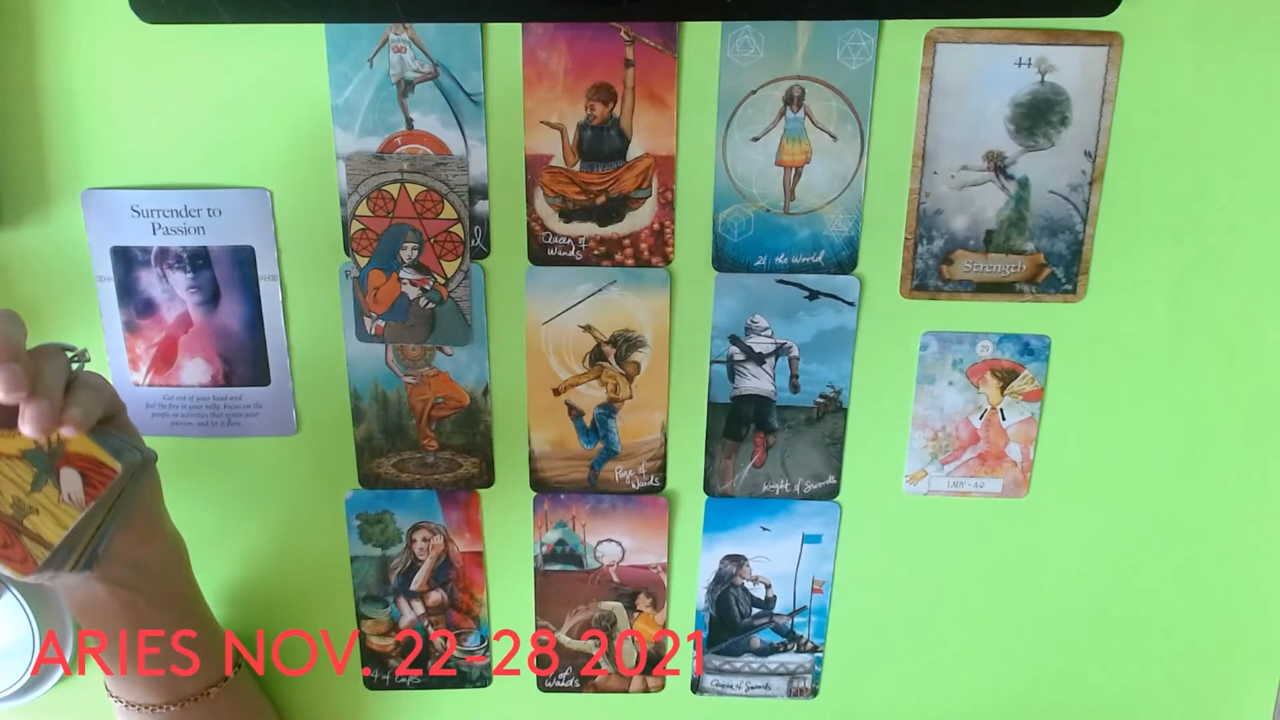 Surrender to
Passion
Get out of your head and
feel the fire in your belly. Focus on the
people or activities that ignite your
passion, and let it flow.
Queen of
Wands
21 the World
44
Strength
Page of
Wands
Knight of Swords
29
LADY
4 of Cups
of
Wands
Queen of Swords
ARIES NOV. 22-28 2021